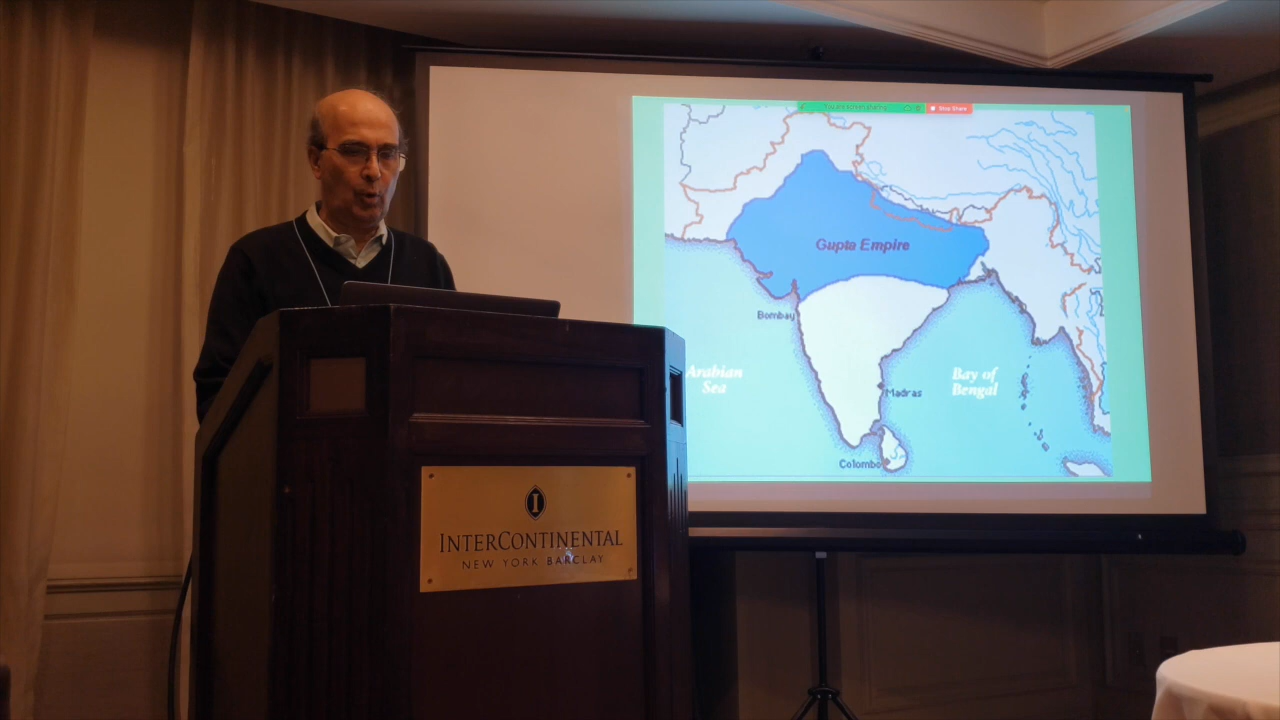 Stop Share
Gupta Empire
Bombay
Arabian
Sea
Bay of
Bengal
Madras
Colombo
I
INTERCONTINENTAL
NEW YORK BARCLAY